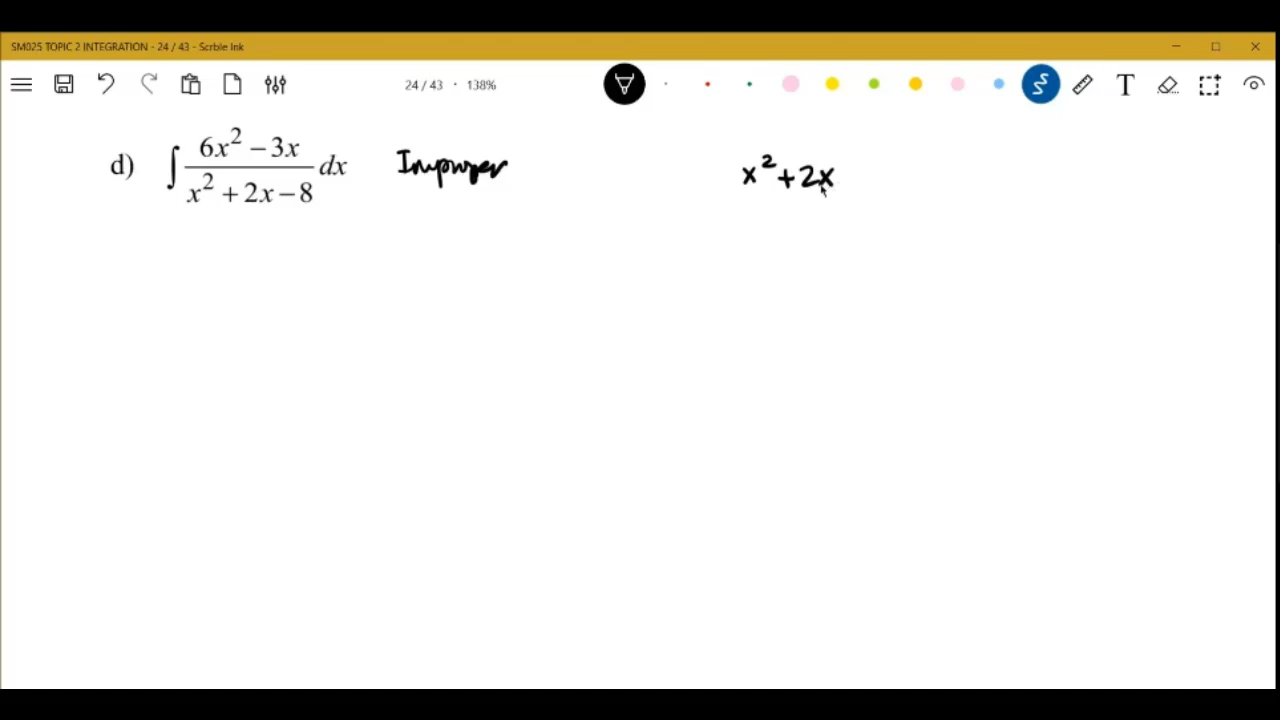 SM025 TOPIC 2 INTEGRATION - 24 / 43 - Scrble Ink
24 / 43 · 138%
T
d) ∫ (6x² − 3x)/(x² + 2x − 8) dx Improper x² + 2x